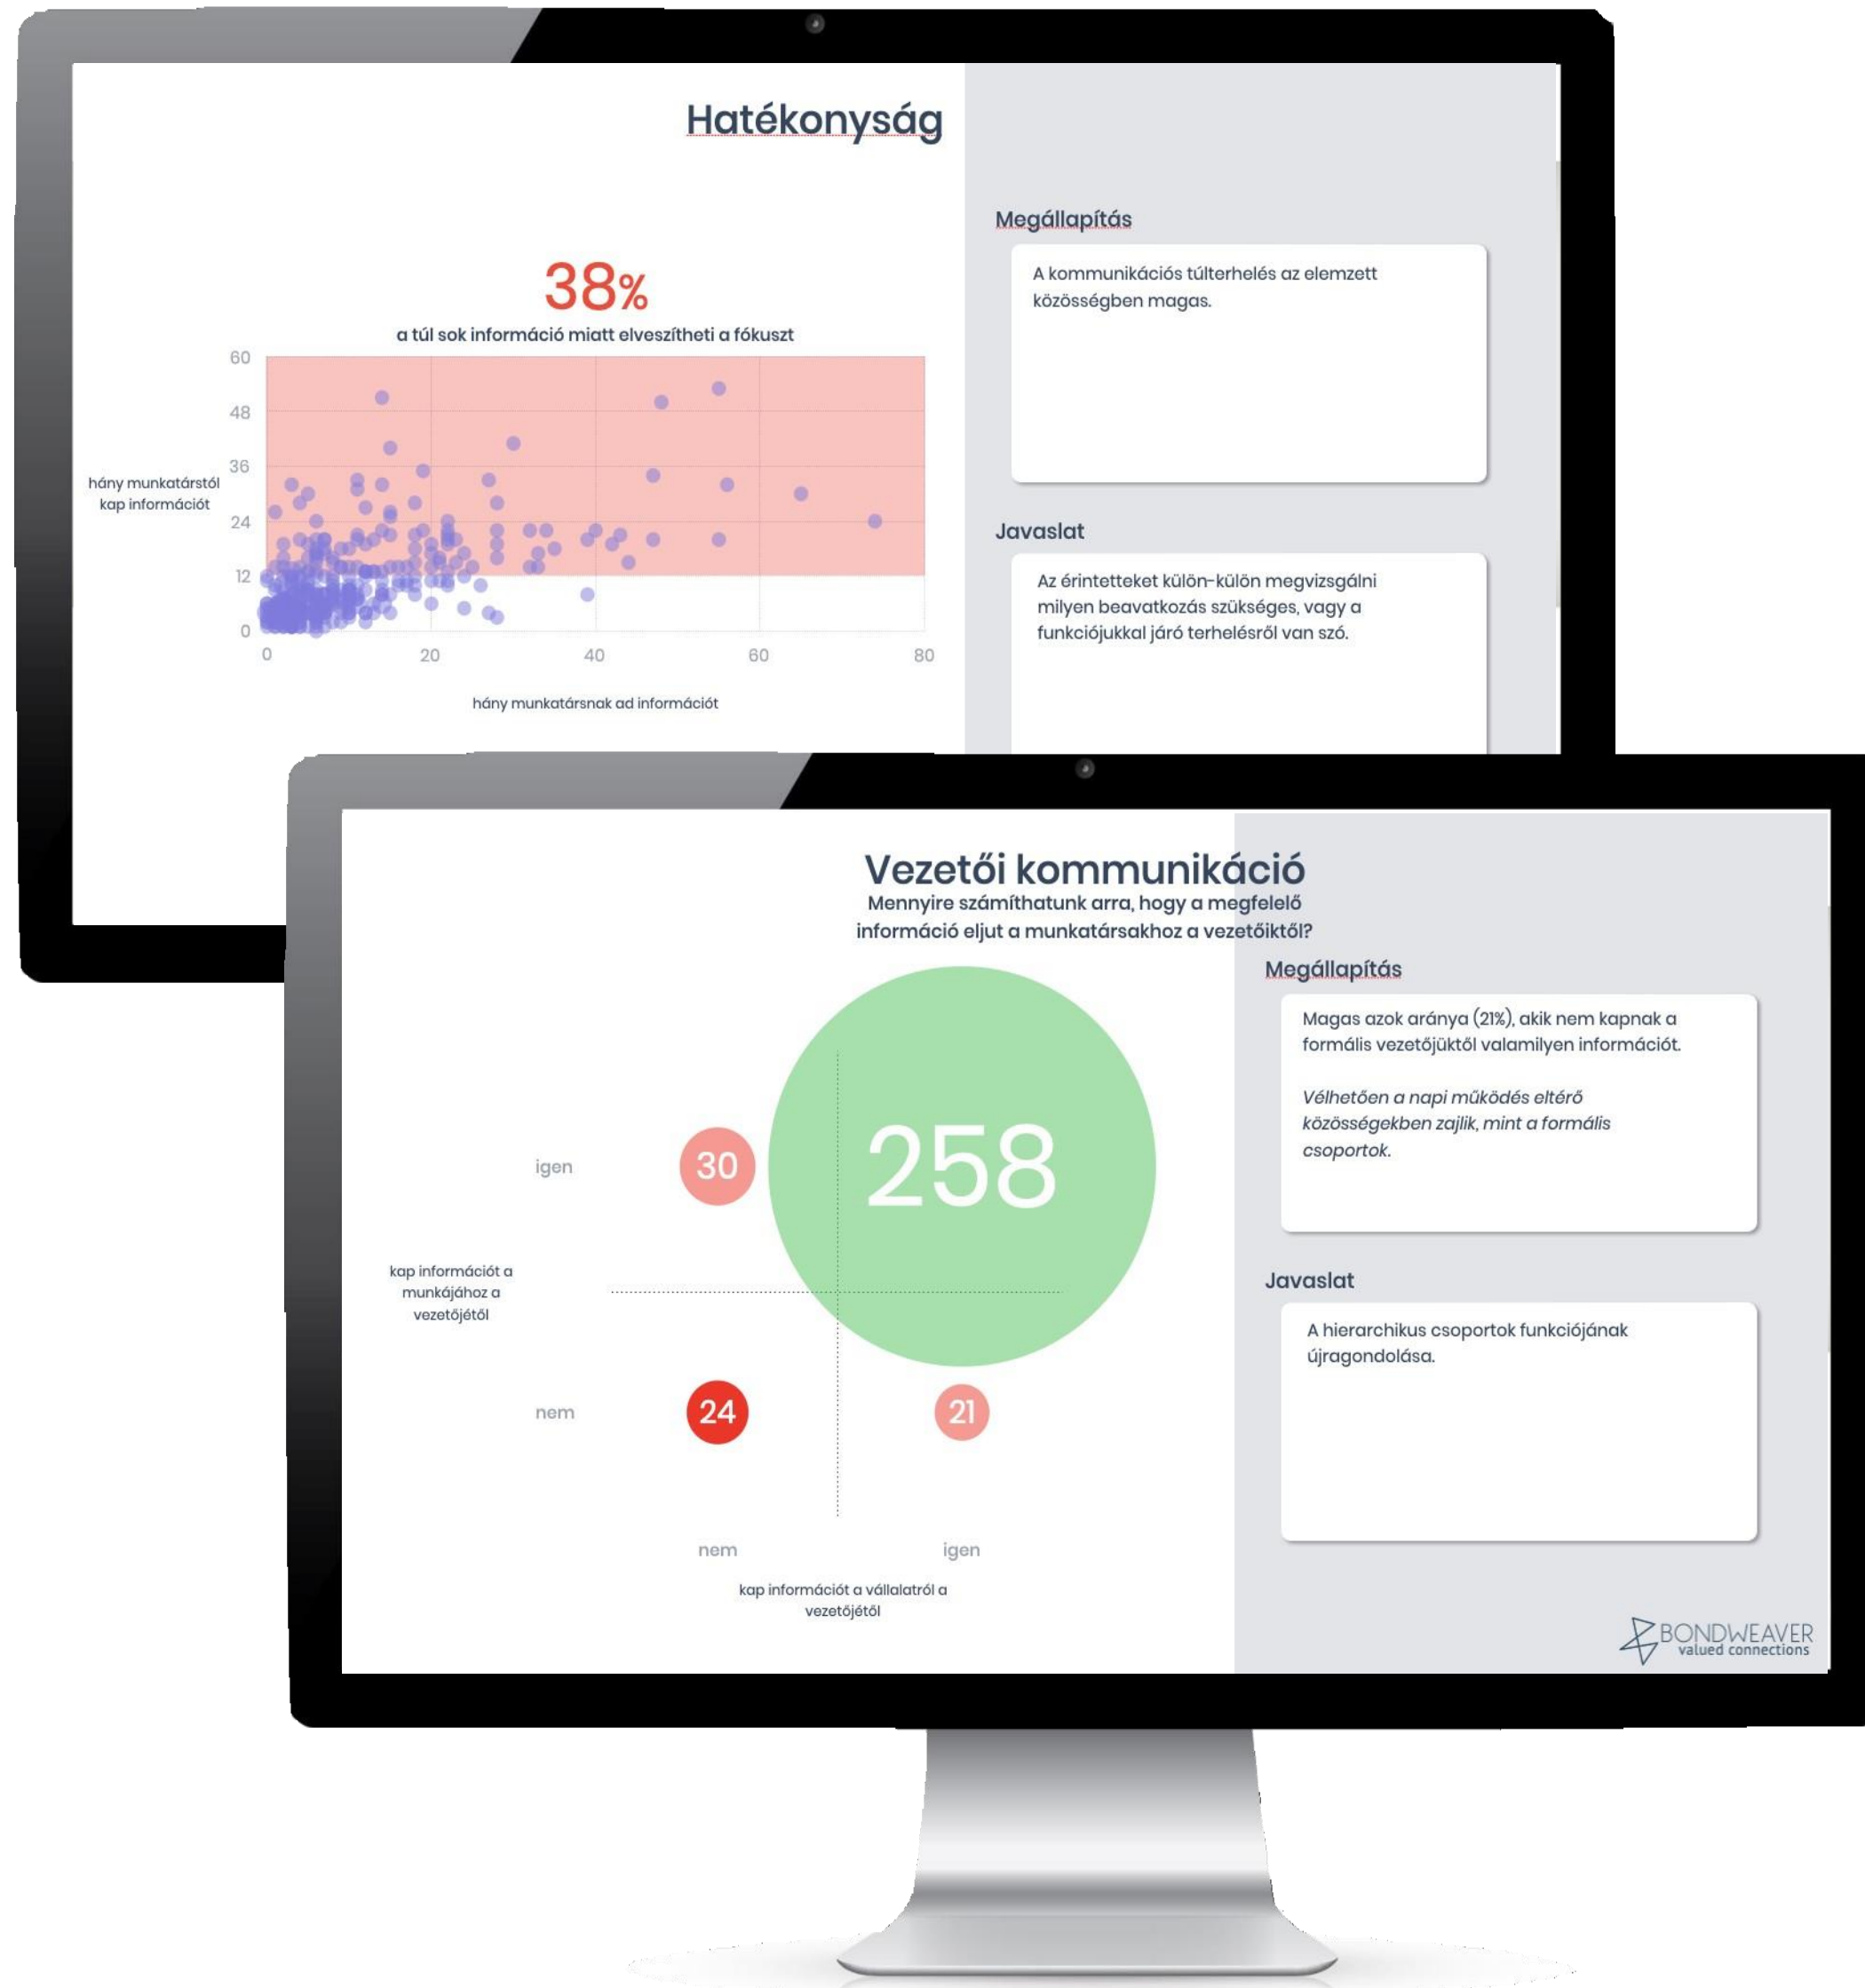 Hatékonyság
38%
a túl sok információ miatt elveszítheti a fókuszt
60
48
36
24
12
0
hány munkatárstól
kap információt
0
20
40
60
80
hány munkatársnak ad információt
Megállapítás
A kommunikációs túlterhelés az elemzett
közösségben magas.
Javaslat
Az érintetteket külön-külön megvizsgálni
milyen beavatkozás szükséges, vagy a
funkciójukkal járó terhelésről van szó.
Vezetői kommunikáció
Mennyire számíthatunk arra, hogy a megfelelő
információ eljut a munkatársakhoz a vezetőiktől?
igen
30
258
kap információt a
munkájához a
vezetőjétől
nem
24
21
nem
igen
kap információt a vállalatról a
vezetőjétől
Megállapítás
Magas azok aránya (21%), akik nem kapnak a
formális vezetőjüktől valamilyen információt.
Vélhetően a napi működés eltérő
közösségekben zajlik, mint a formális
csoportok.
Javaslat
A hierarchikus csoportok funkciójának
újragondolása.
BONDWEAVER
valued connections